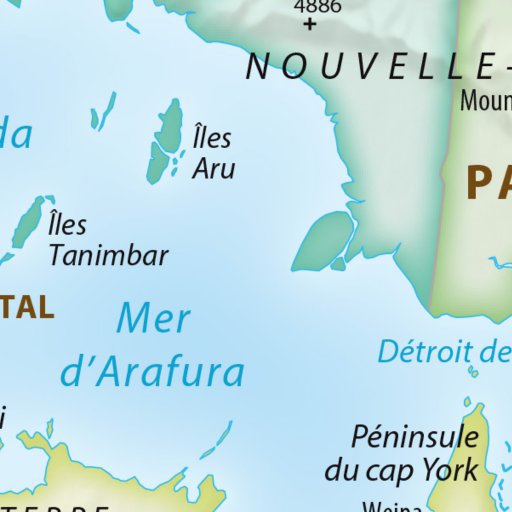 4886
NOUVELLE-
Moun
da
Îles
Aru
PA
Îles
Tanimbar
TAL
Mer
d'Arafura
Détroit de
i
Péninsule
du cap York
TERRE
Weipa